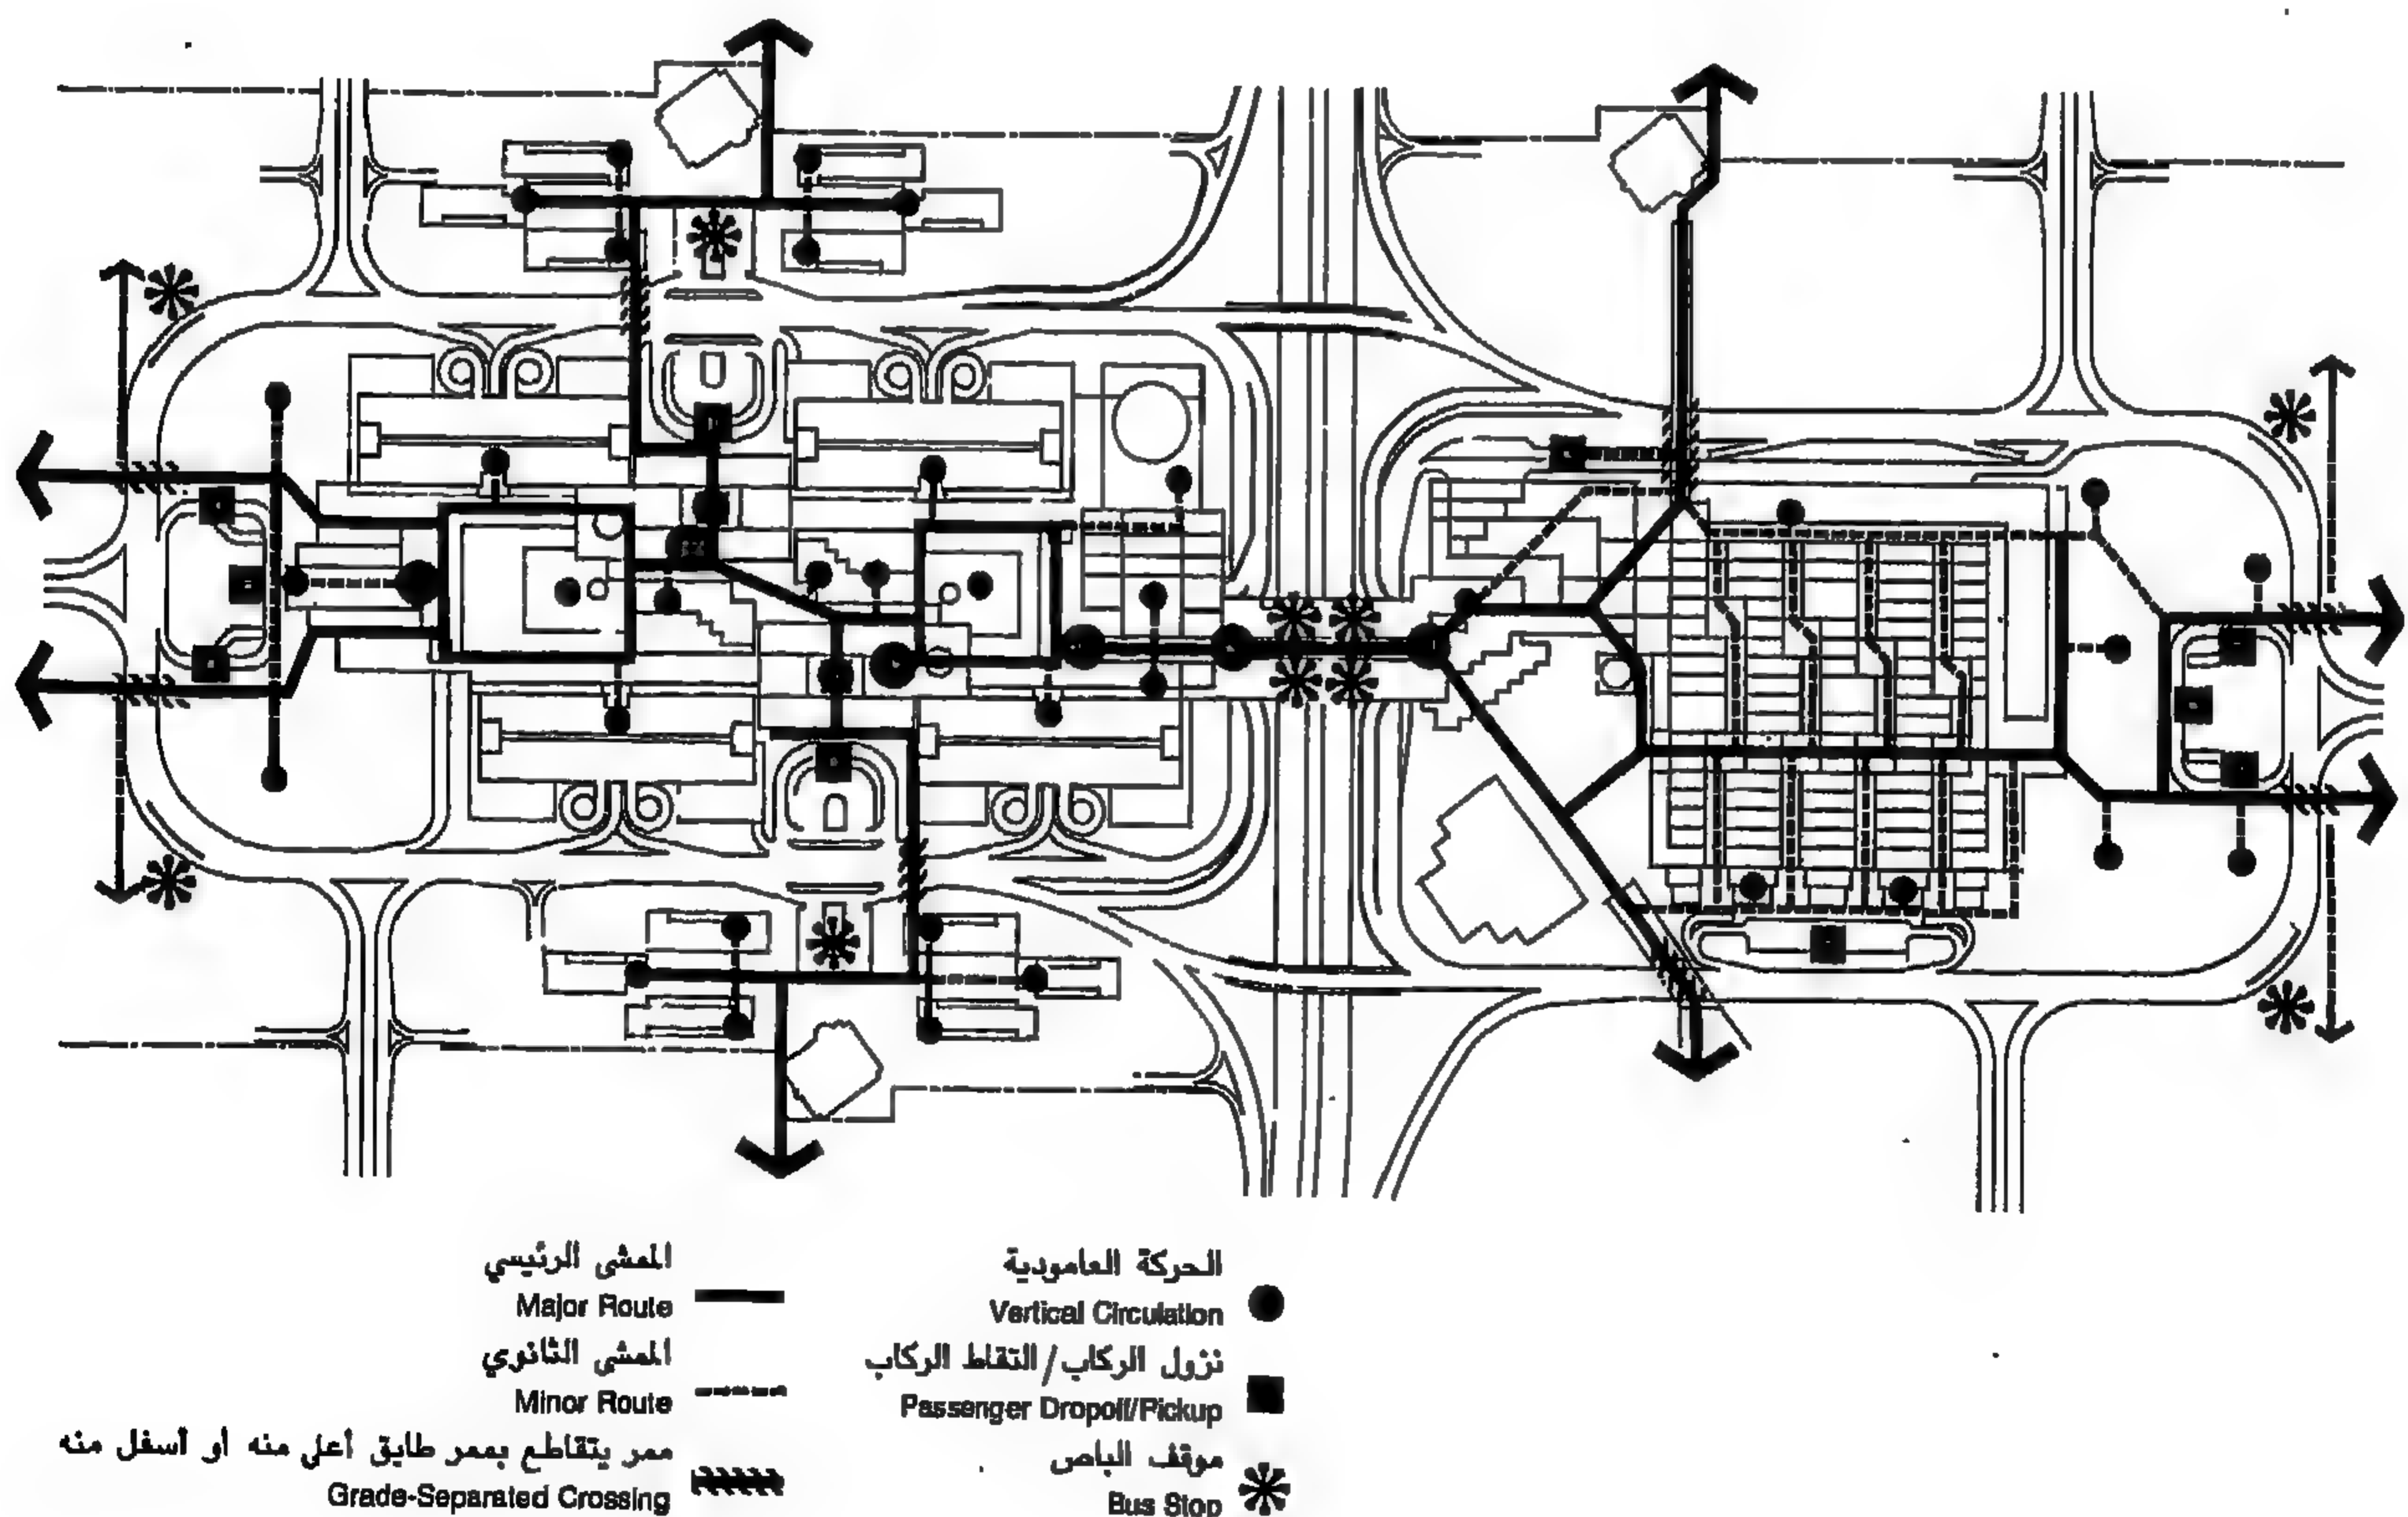 الممشى الرئيسي
Major Route
الممشى الثانوي
Minor Route
ممر يتقاطع بممر طابق أعلى منه أو أسفل منه
Grade-Separated Crossing
الحركة العامودية
Vertical Circulation
نزول الركاب/التقاط الركاب
Passenger Dropoff/Pickup
موقف الباص
Bus Stop